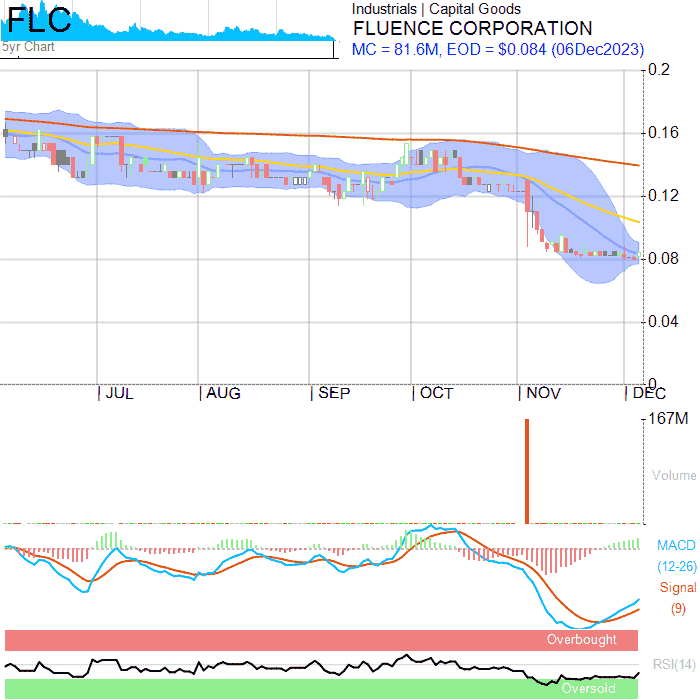 FLC
5yr Chart
Industrials | Capital Goods
FLUENCE CORPORATION
MC = 81.6M, EOD = $0.084 (06Dec2023)
0.2
0.16
0.12
0.08
0.04
0
JUL AUG SEP OCT NOV DEC
167M
Volume
MACD
(12-26)
Signal
(9)
Overbought
RSI(14)
Oversold